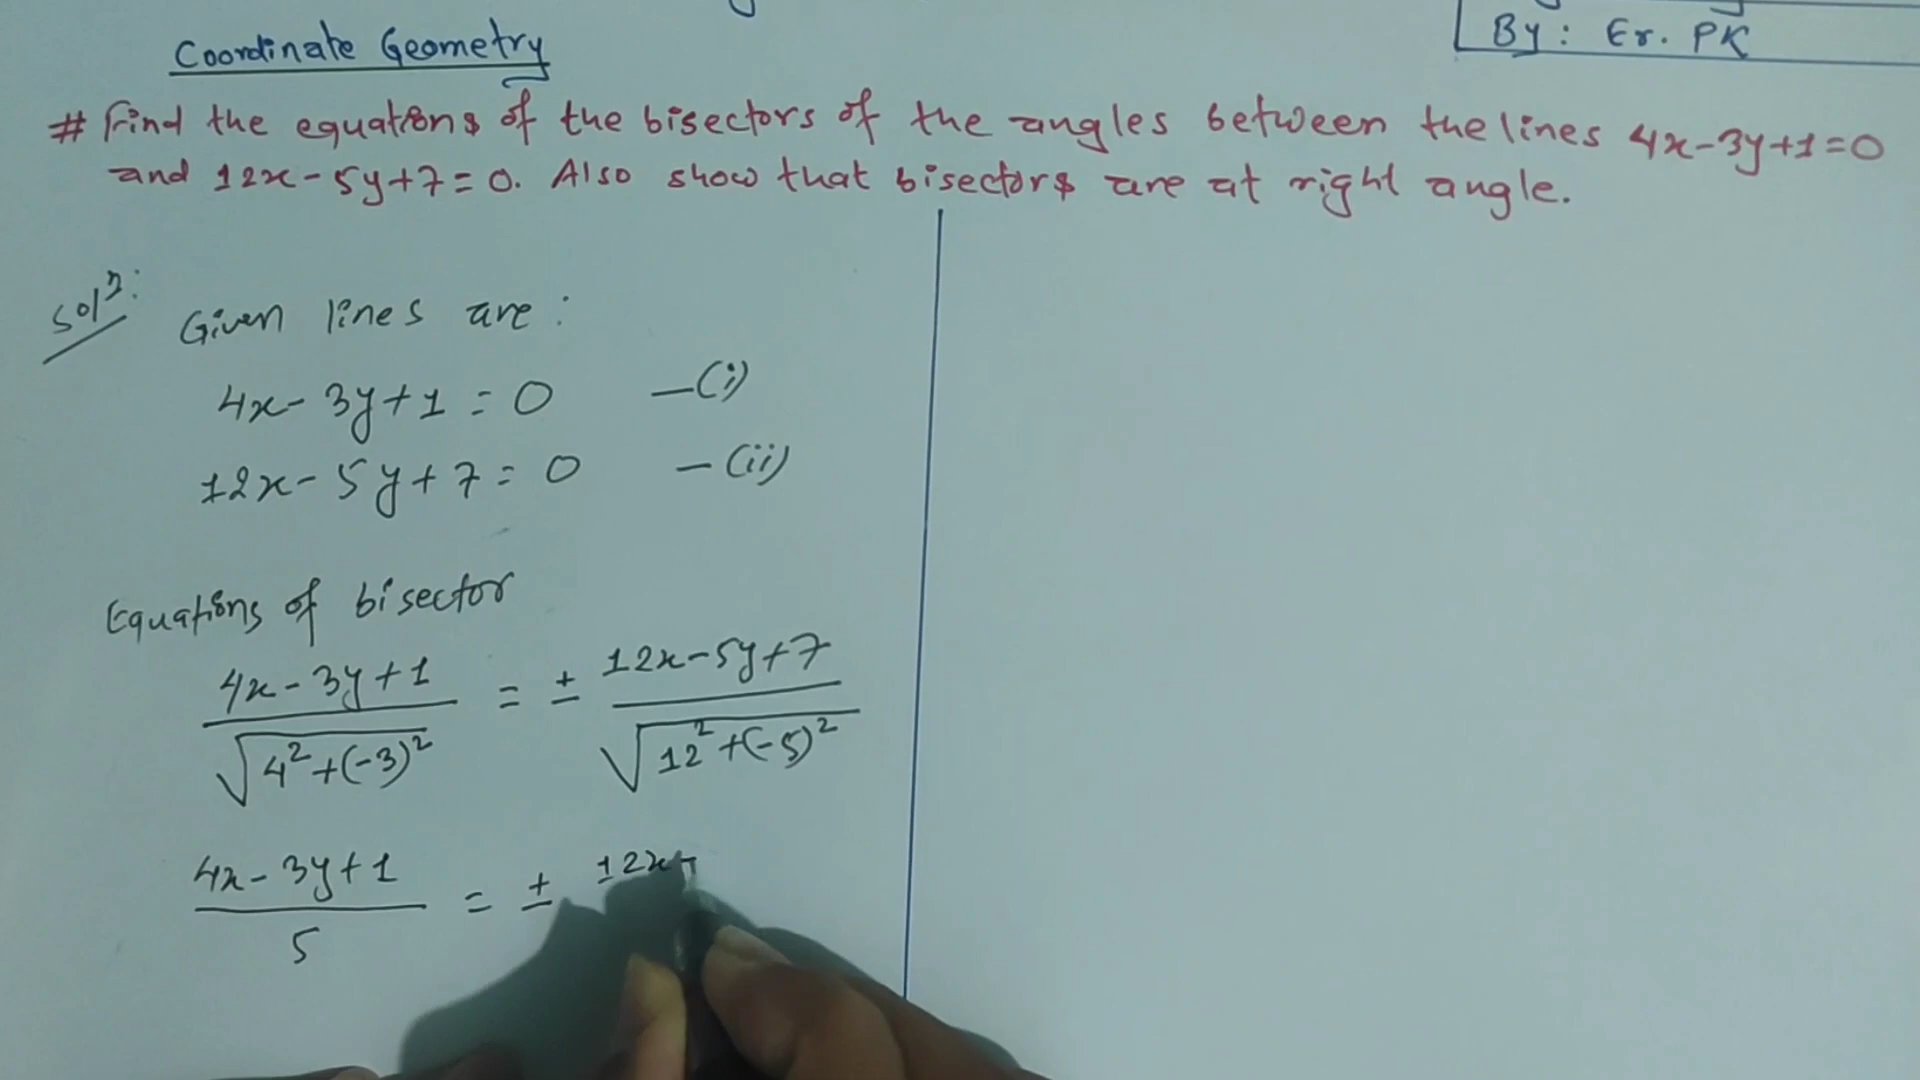 Coordinate Geometry
By: Er. PK
# Find the equations of the bisectors of the angles between the lines 4x-3y+1=0
and 12x-5y+7=0. Also show that bisectors are at right angle.
Solⁿ:
Given lines are:
4x-3y+1=0 —(i)
12x-5y+7=0 —(ii)
Equations of bisector
4x-3y+1 / √4²+(-3)² = ± 12x-5y+7 / √12²+(-5)²
4x-3y+1 / 5 = ± 12x-